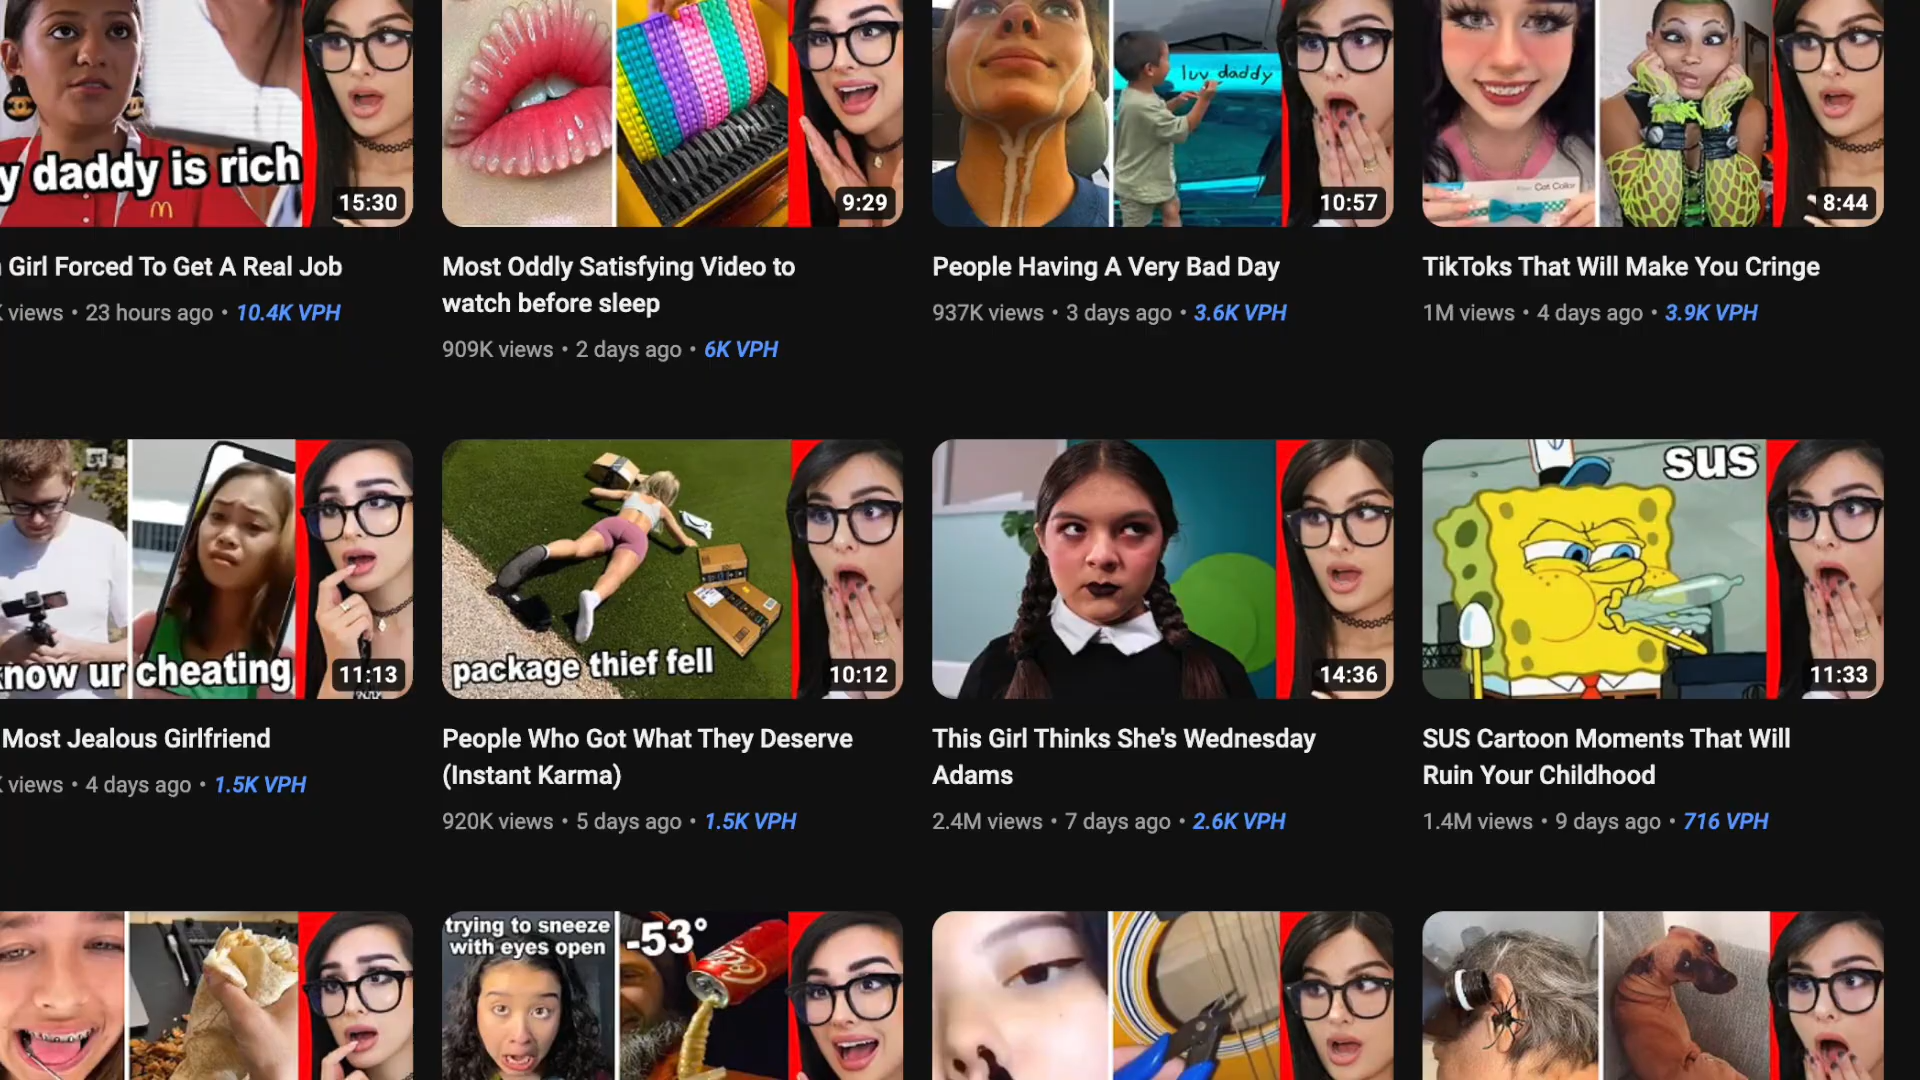 y daddy is rich
15:30
9:29
luv daddy
10:57
Cat Collar
8:44
Girl Forced To Get A Real Job
views • 23 hours ago • 10.4K VPH
Most Oddly Satisfying Video to
watch before sleep
909K views • 2 days ago • 6K VPH
People Having A Very Bad Day
937K views • 3 days ago • 3.6K VPH
TikToks That Will Make You Cringe
1M views • 4 days ago • 3.9K VPH
now ur cheating
11:13
package thief fell
10:12
14:36
sus
11:33
Most Jealous Girlfriend
views • 4 days ago • 1.5K VPH
People Who Got What They Deserve
(Instant Karma)
920K views • 5 days ago • 1.5K VPH
This Girl Thinks She's Wednesday
Adams
2.4M views • 7 days ago • 2.6K VPH
SUS Cartoon Moments That Will
Ruin Your Childhood
1.4M views • 9 days ago • 716 VPH
trying to sneeze
with eyes open
-53°